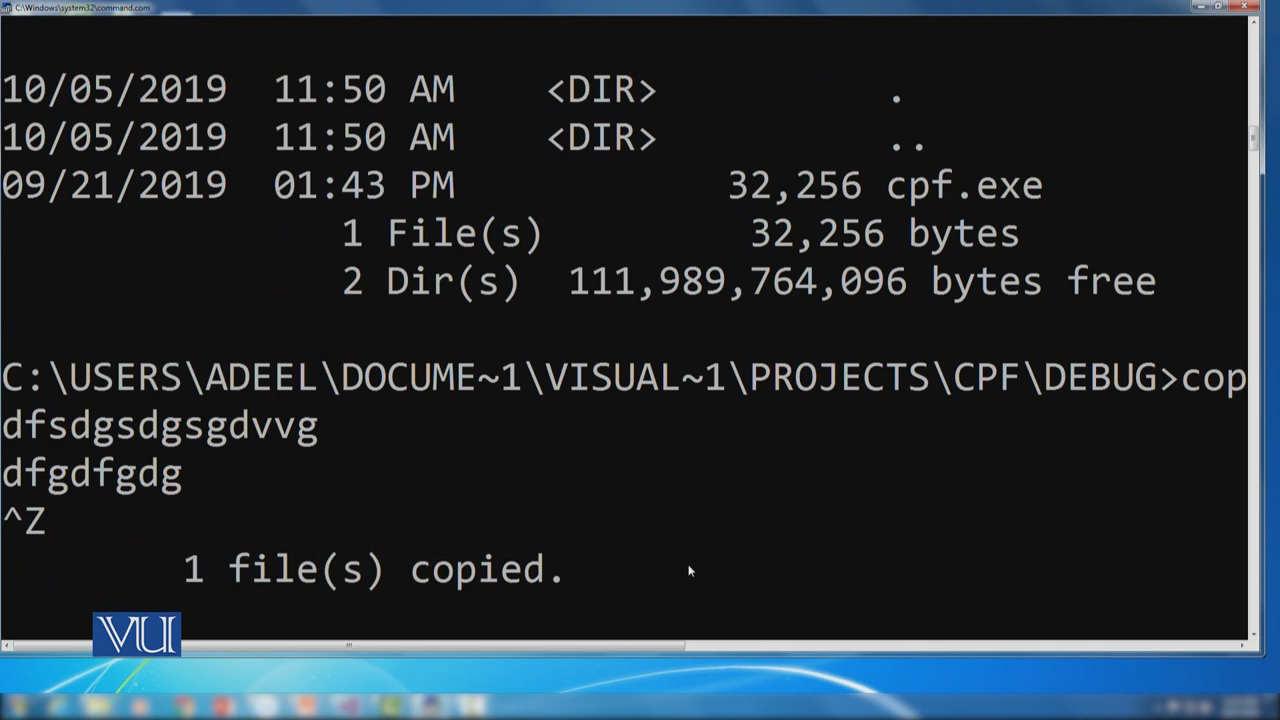 C:\Windows\system32\command.com
10/05/2019 11:50 AM <DIR> .
10/05/2019 11:50 AM <DIR> ..
09/21/2019 01:43 PM 32,256 cpf.exe
1 File(s) 32,256 bytes
2 Dir(s) 111,989,764,096 bytes free
C:\USERS\ADEEL\DOCUME~1\VISUAL~1\PROJECTS\CPF\DEBUG>cop
dfsdgsdgsgdvvg
dfgdfgdg
^Z
1 file(s) copied.
VU